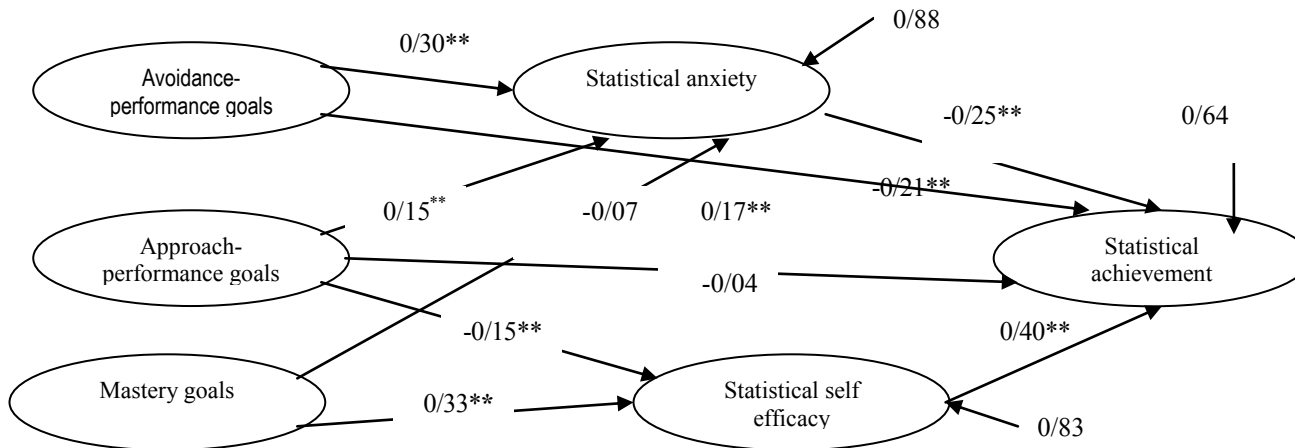 0/88
0/30**
Avoidance-
performance goals
Statistical anxiety
-0/25**
0/64
-0/21**
0/15**
-0/07
0/17**
Approach-
performance goals
Statistical
achievement
-0/04
-0/15**
0/40**
Mastery goals
0/33**
Statistical self
efficacy
0/83